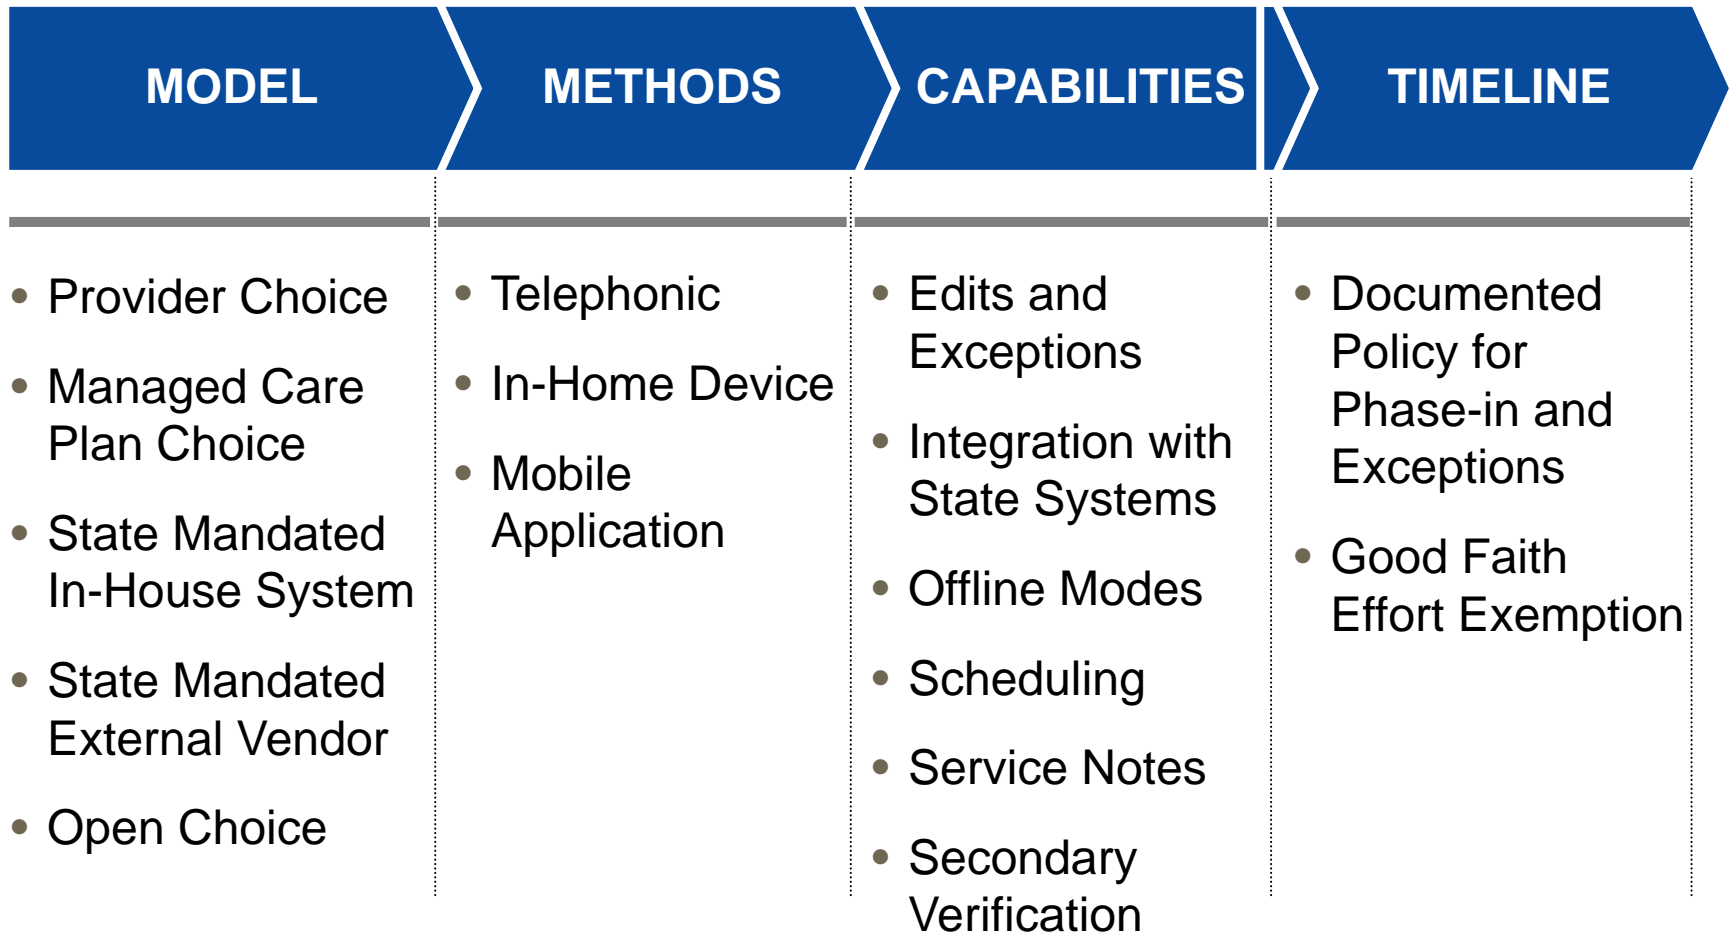 MODEL
METHODS
CAPABILITIES
TIMELINE
• Provider Choice
• Managed Care
Plan Choice
• State Mandated
In-House System
• State Mandated
External Vendor
• Open Choice
• Telephonic
• In-Home Device
• Mobile
Application
• Edits and
Exceptions
• Integration with
State Systems
• Offline Modes
• Scheduling
• Service Notes
• Secondary
Verification
• Documented
Policy for
Phase-in and
Exceptions
• Good Faith
Effort Exemption